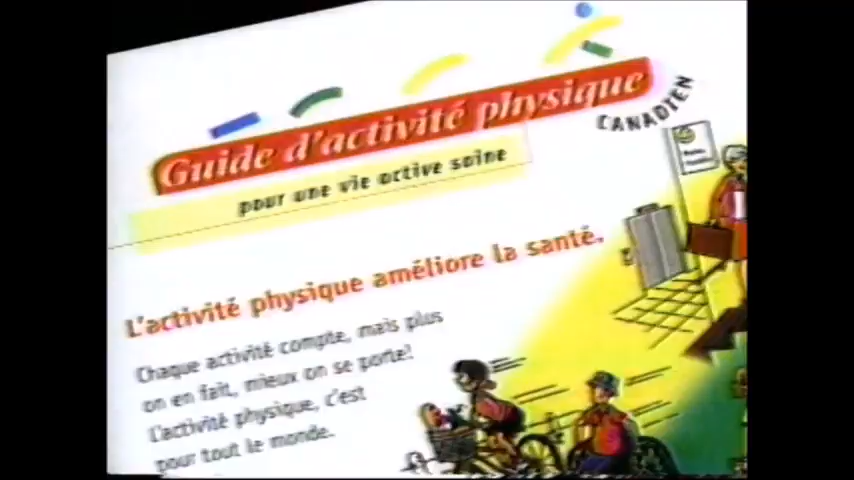 Guide d'activité physique
CANADIEN
pour une vie active saine
L'activité physique améliore la santé.
Chaque activité compte, mais plus
on en fait, mieux on se porte!
L'activité physique, c'est
pour tout le monde.